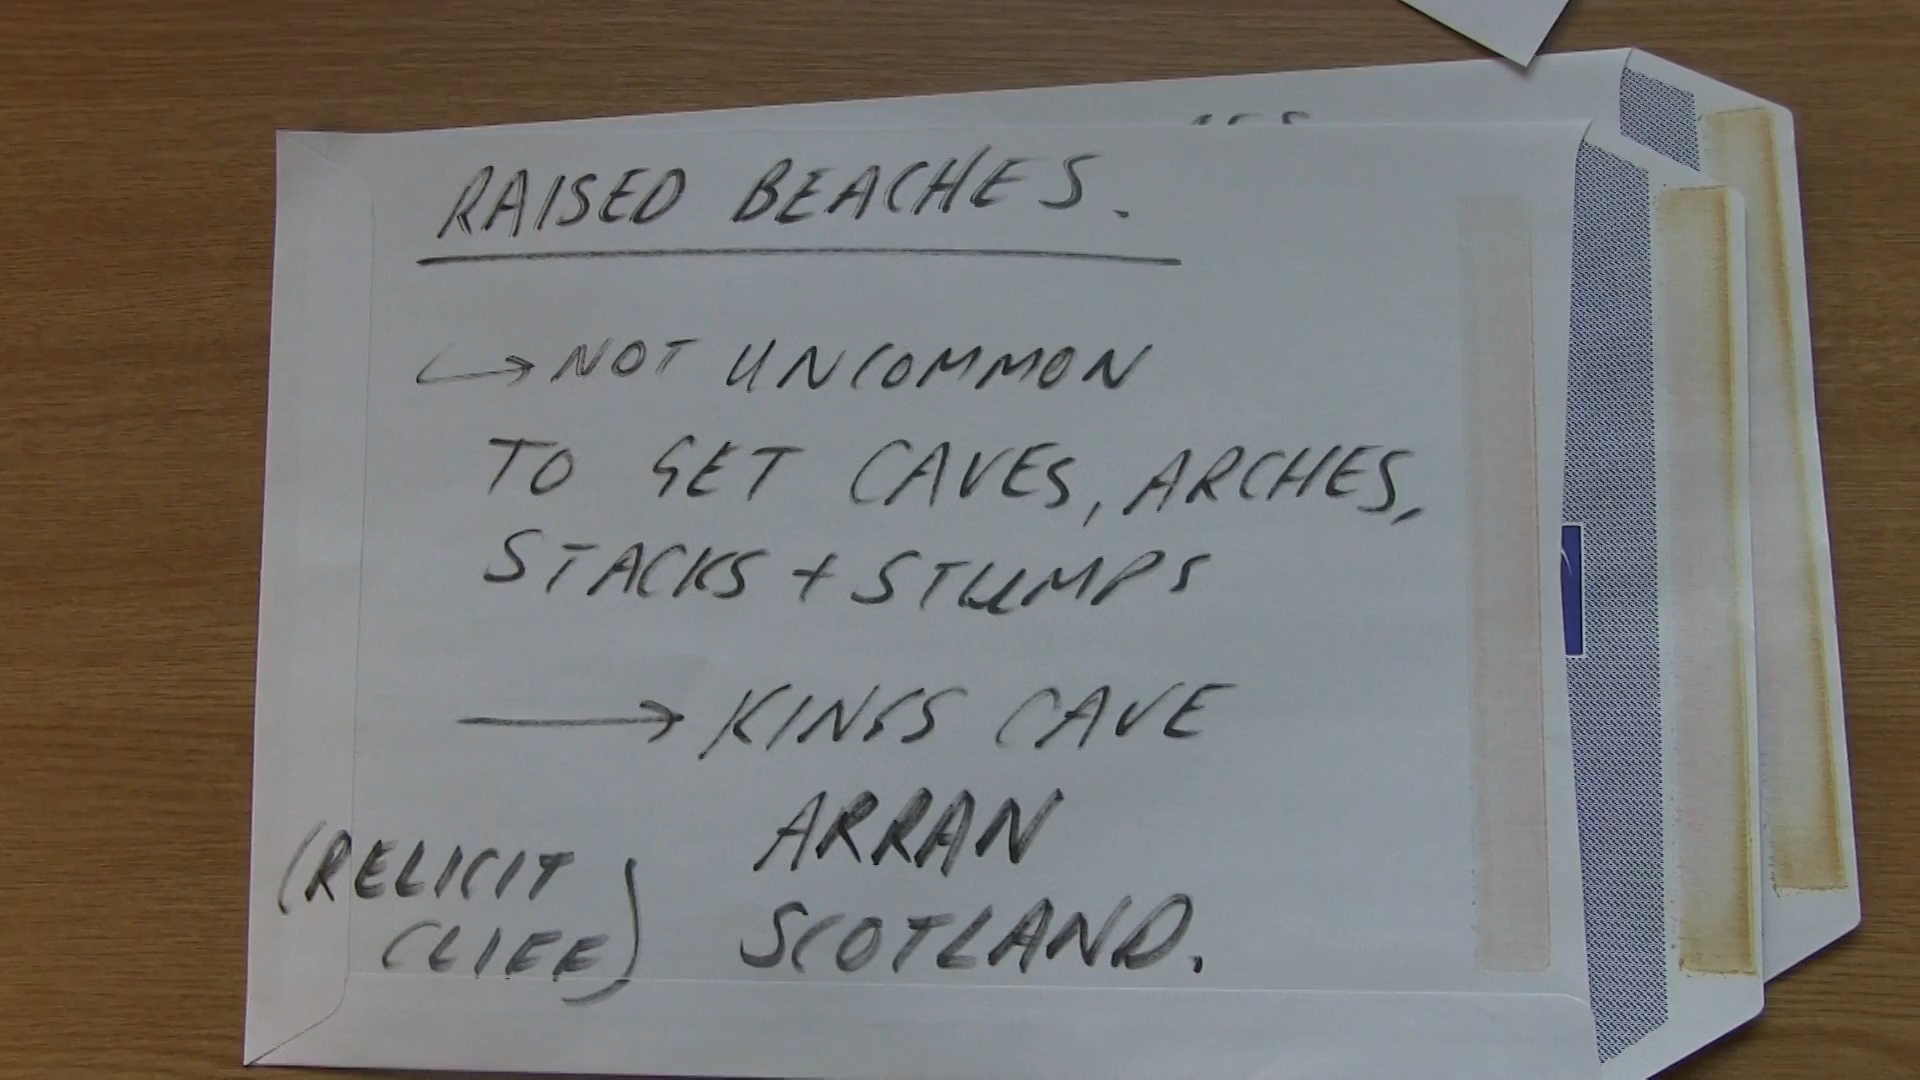 RAISED BEACHES.
↳ NOT UNCOMMON
TO GET CAVES, ARCHES,
STACKS + STUMPS
→ KINGS CAVE
ARRAN
SCOTLAND.
(RELICIT
CLIFF)